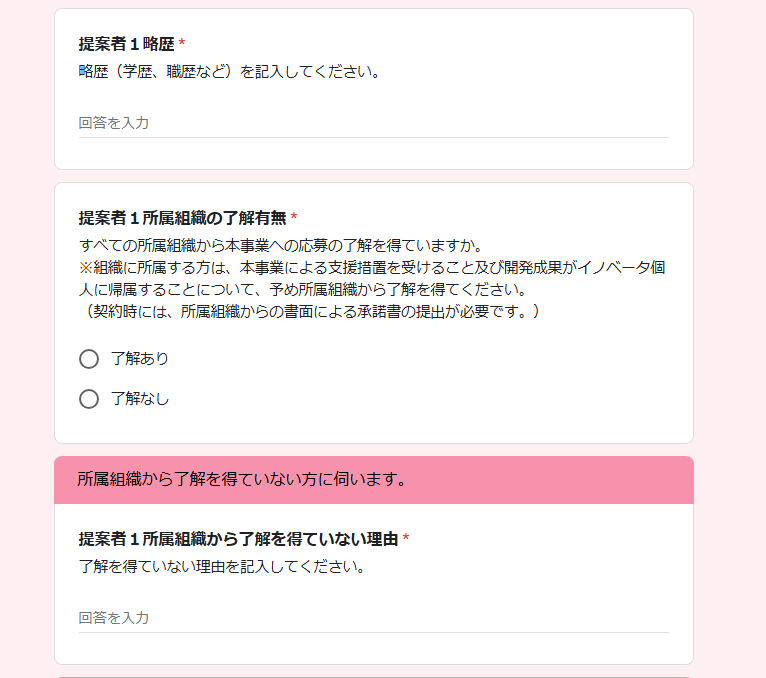 提案者１略歴 *
略歴（学歴、職歴など）を記入してください。
回答を入力
提案者１所属組織の了解有無 *
すべての所属組織から本事業への応募の了解を得ていますか。
※組織に所属する方は、本事業による支援措置を受けること及び開発成果がイノベータ個
人に帰属することについて、予め所属組織から了解を得てください。
（契約時には、所属組織からの書面による承諾書の提出が必要です。）
了解あり
了解なし
所属組織から了解を得ていない方に伺います。
提案者１所属組織から了解を得ていない理由 *
了解を得ていない理由を記入してください。
回答を入力